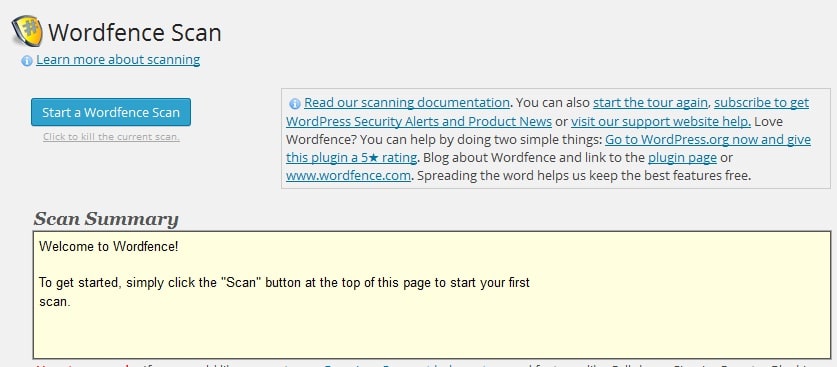 Wordfence Scan
Learn more about scanning
Start a Wordfence Scan
Click to kill the current scan.
Read our scanning documentation. You can also start the tour again, subscribe to get
WordPress Security Alerts and Product News or visit our support website help. Love
Wordfence? You can help by doing two simple things: Go to WordPress.org now and give
this plugin a 5★ rating. Blog about Wordfence and link to the plugin page or
www.wordfence.com. Spreading the word helps us keep the best features free.
Scan Summary
Welcome to Wordfence!
To get started, simply click the "Scan" button at the top of this page to start your first
scan.